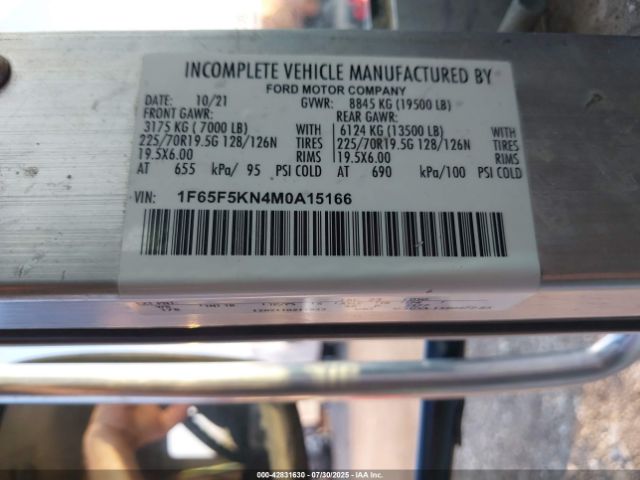 INCOMPLETE VEHICLE MANUFACTURED BY
FORD MOTOR COMPANY
DATE: 10/21 GVWR: 8845 KG (19500 LB)
FRONT GAWR: REAR GAWR:
3175 KG ( 7000 LB) WITH 6124 KG (13500 LB) WITH
225/70R19.5G 128/126N TIRES 225/70R19.5G 128/126N TIRES
19.5X6.00 RIMS 19.5X6.00 RIMS
AT 655 kPa/ 95 PSI COLD AT 690 kPa/100 PSI COLD
VIN: 1F65F5KN4M0A15166
000-42831630 - 07/30/2025 - IAA Inc.